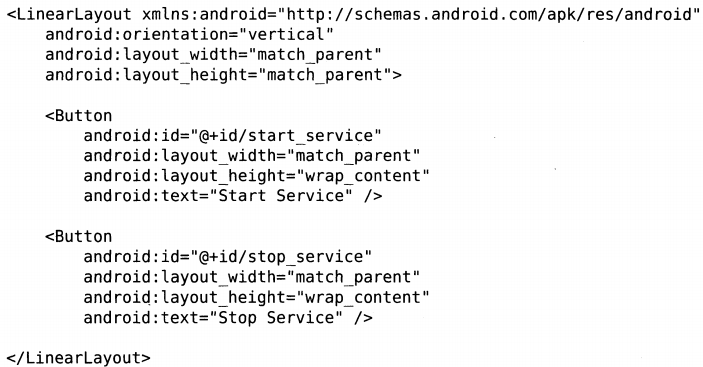 <LinearLayout xmlns:android="http://schemas.android.com/apk/res/android"
    android:orientation="vertical"
    android:layout_width="match_parent"
    android:layout_height="match_parent">

    <Button
        android:id="@+id/start_service"
        android:layout_width="match_parent"
        android:layout_height="wrap_content"
        android:text="Start Service" />

    <Button
        android:id="@+id/stop_service"
        android:layout_width="match_parent"
        android:layout_height="wrap_content"
        android:text="Stop Service" />

</LinearLayout>